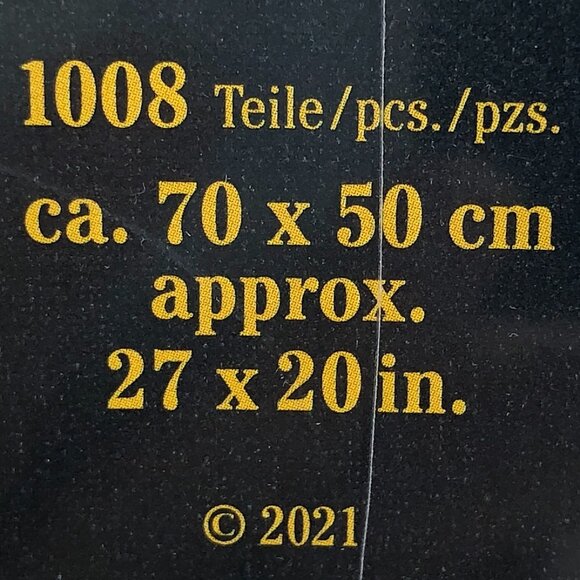 1008 Teile/pcs./pzs.
ca. 70 x 50 cm
approx.
27 x 20 in.
© 2021